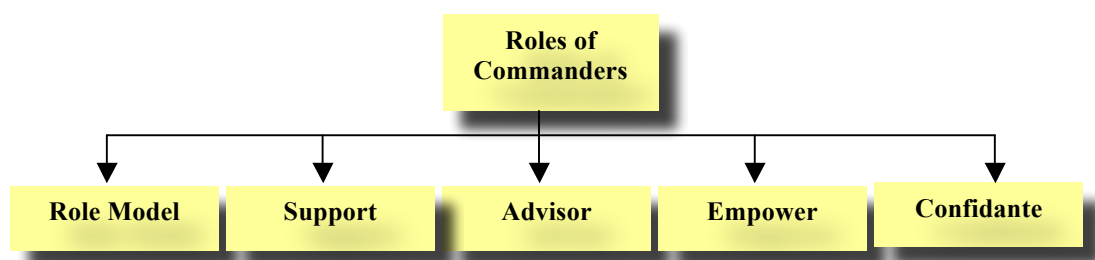 Roles of
Commanders
Role Model
Support
Advisor
Empower
Confidante